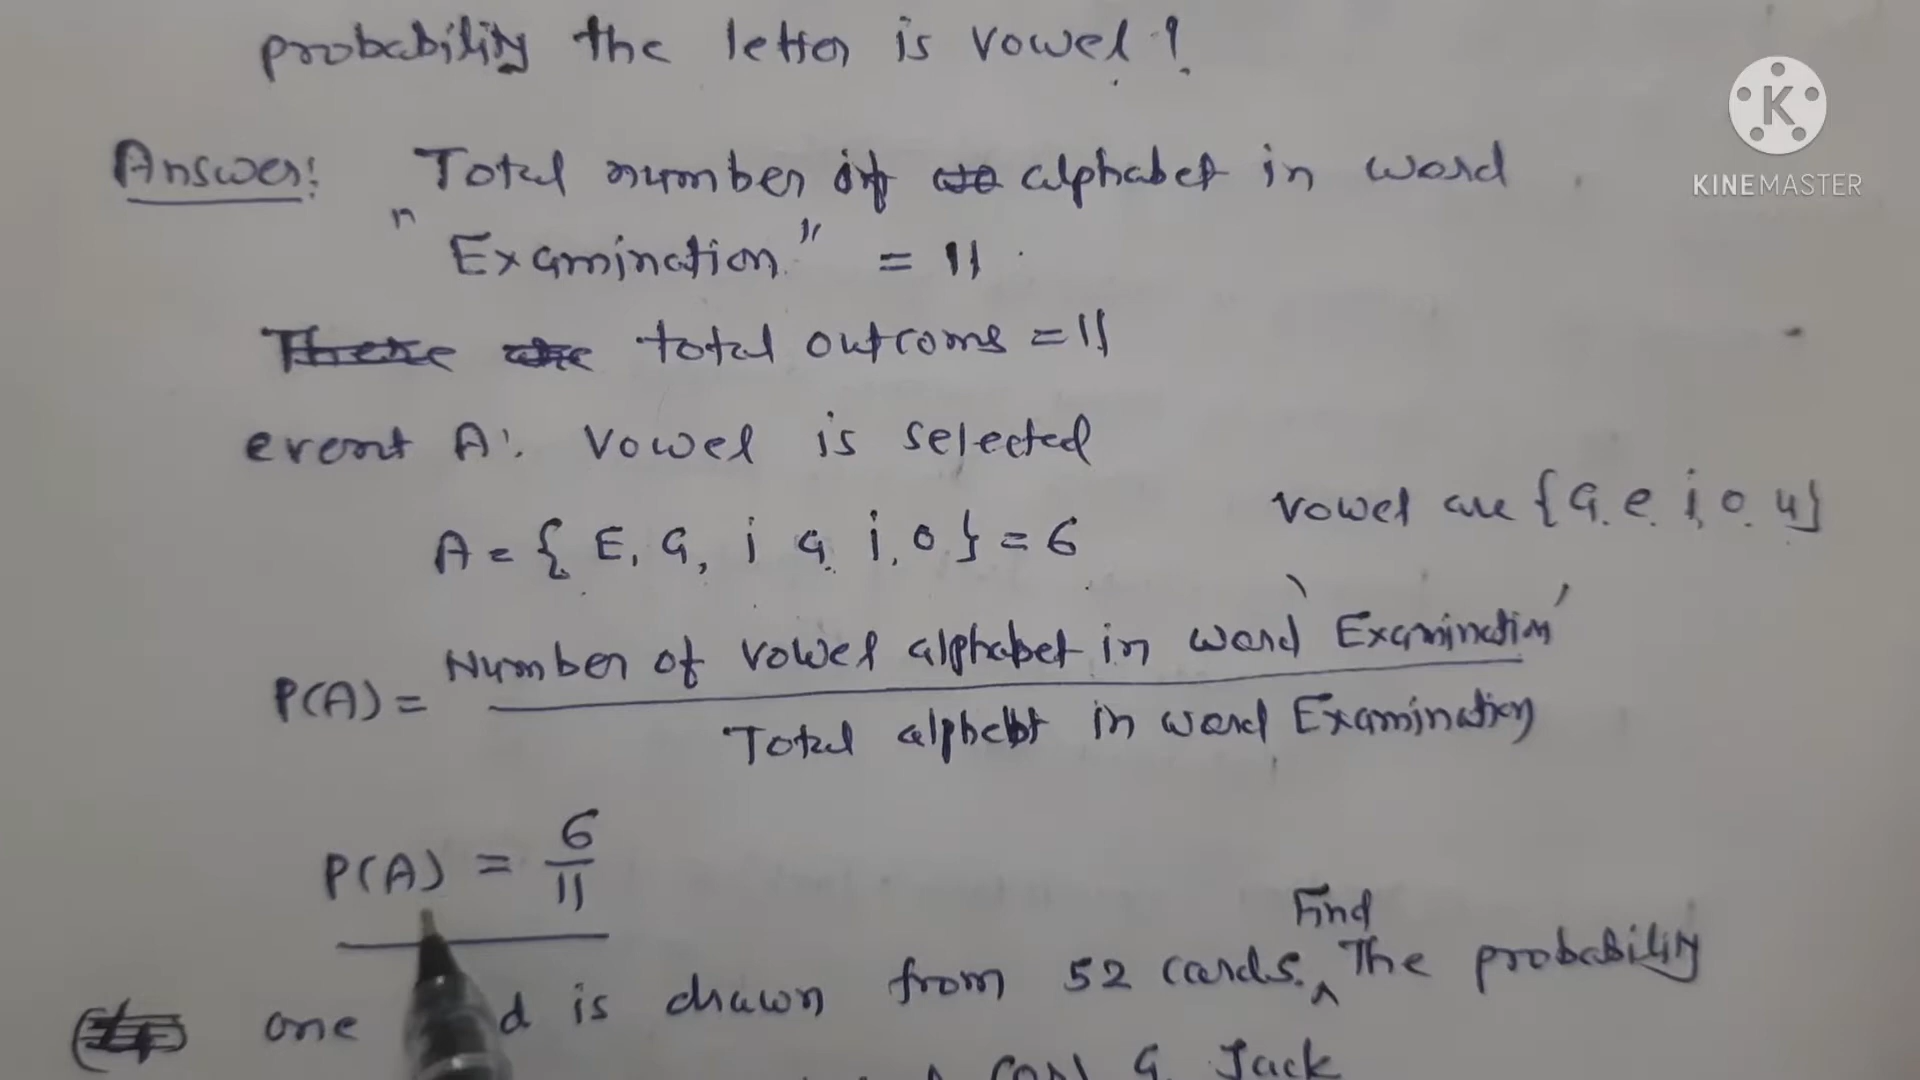 probability the letter is vowel?
K
KINEMASTER
Answer: Total number of alphabet in word
"Examination" = 11
total outcoms = 11
event A: Vowel is selected
vowel are {a. e. i, o. u}
A = { E, a, i a, i, o } = 6
P(A) = Number of vowel alphabet in word 'Examination'
Total alphabet in word Examination
P(A) = 6
11
Find
one d is drawn from 52 cards. ^ The probability
a Jack